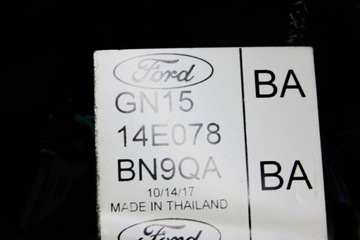 Ford
GN15 BA
14E078
BN9QA BA
10/14/17
MADE IN THAILAND
Ford